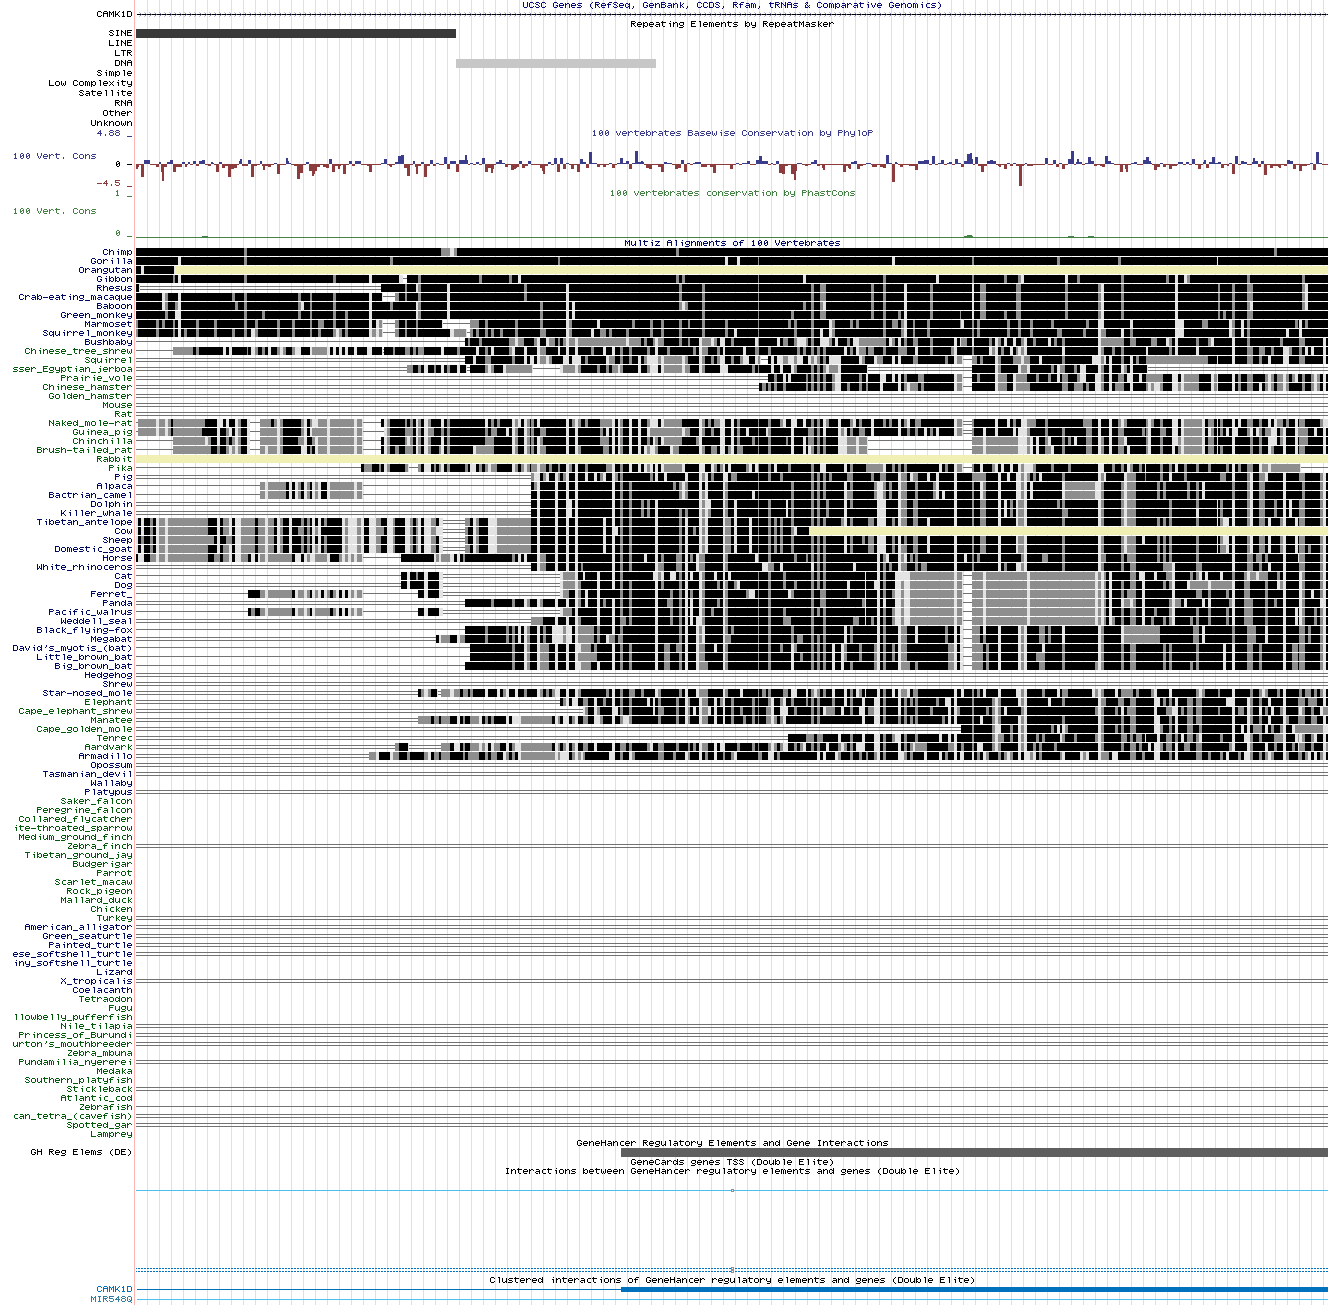 UCSC Genes (RefSeq, GenBank, CCDS, Rfam, tRNAs & Comparative Genomics)
CAMK1D
Repeating Elements by RepeatMasker
SINE
LINE
LTR
DNA
Simple
Low Complexity
Satellite
RNA
Other
Unknown
4.88 _
100 vertebrates Basewise Conservation by PhyloP
100 Vert. Cons
0 _
-4.5 _
100 vertebrates conservation by PhastCons
1 _
100 Vert. Cons
0 _
Multiz Alignments of 100 Vertebrates
Chimp
Gorilla
Orangutan
Gibbon
Rhesus
Crab-eating_macaque
Baboon
Green_monkey
Marmoset
Squirrel_monkey
Bushbaby
Chinese_tree_shrew
Squirrel
sser_Egyptian_jerboa
Prairie_vole
Chinese_hamster
Golden_hamster
Mouse
Rat
Naked_mole-rat
Guinea_pig
Chinchilla
Brush-tailed_rat
Rabbit
Pika
Pig
Alpaca
Bactrian_camel
Dolphin
Killer_whale
Tibetan_antelope
Cow
Sheep
Domestic_goat
Horse
White_rhinoceros
Cat
Dog
Ferret_
Panda
Pacific_walrus
Weddell_seal
Black_flying-fox
Megabat
David's_myotis_(bat)
Little_brown_bat
Big_brown_bat
Hedgehog
Shrew
Star-nosed_mole
Elephant
Cape_elephant_shrew
Manatee
Cape_golden_mole
Tenrec
Aardvark
Armadillo
Opossum
Tasmanian_devil
Wallaby
Platypus
Saker_falcon
Peregrine_falcon
Collared_flycatcher
ite-throated_sparrow
Medium_ground_finch
Zebra_finch
Tibetan_ground_jay
Budgerigar
Parrot
Scarlet_macaw
Rock_pigeon
Mallard_duck
Chicken
Turkey
American_alligator
Green_seaturtle
Painted_turtle
ese_softshell_turtle
iny_softshell_turtle
Lizard
X_tropicalis
Coelacanth
Tetraodon
Fugu
llowbelly_pufferfish
Nile_tilapia
Princess_of_Burundi
urton's_mouthbreeder
Zebra_mbuna
Pundamilia_nyererei
Medaka
Southern_platyfish
Stickleback
Atlantic_cod
Zebrafish
can_tetra_(cavefish)
Spotted_gar
Lamprey
GeneHancer Regulatory Elements and Gene Interactions
GH Reg Elems (DE)
GeneCards genes TSS (Double Elite)
Interactions between GeneHancer regulatory elements and genes (Double Elite)
Clustered interactions of GeneHancer regulatory elements and genes (Double Elite)
CAMK1D
MIR548Q